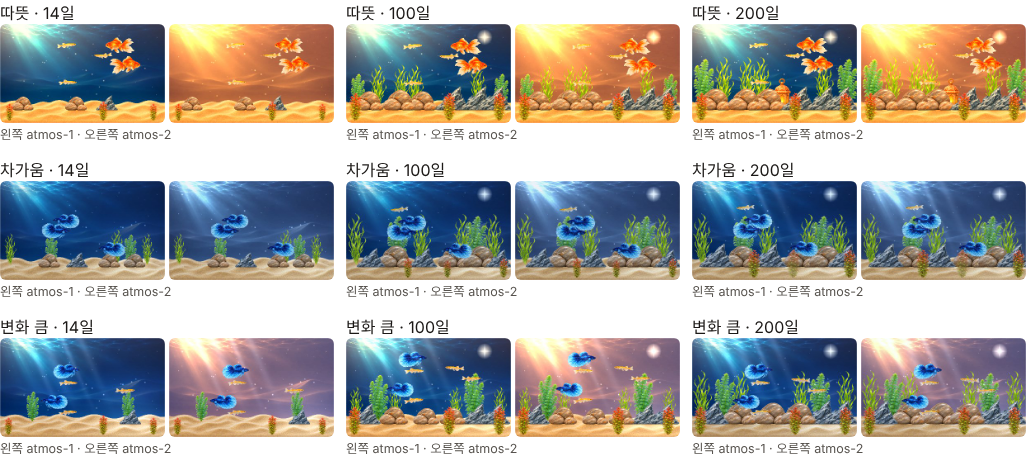 따뜻 · 14일
따뜻 · 100일
따뜻 · 200일
왼쪽 atmos-1 · 오른쪽 atmos-2
왼쪽 atmos-1 · 오른쪽 atmos-2
왼쪽 atmos-1 · 오른쪽 atmos-2
차가움 · 14일
차가움 · 100일
차가움 · 200일
왼쪽 atmos-1 · 오른쪽 atmos-2
왼쪽 atmos-1 · 오른쪽 atmos-2
왼쪽 atmos-1 · 오른쪽 atmos-2
변화 큼 · 14일
변화 큼 · 100일
변화 큼 · 200일
왼쪽 atmos-1 · 오른쪽 atmos-2
왼쪽 atmos-1 · 오른쪽 atmos-2
왼쪽 atmos-1 · 오른쪽 atmos-2